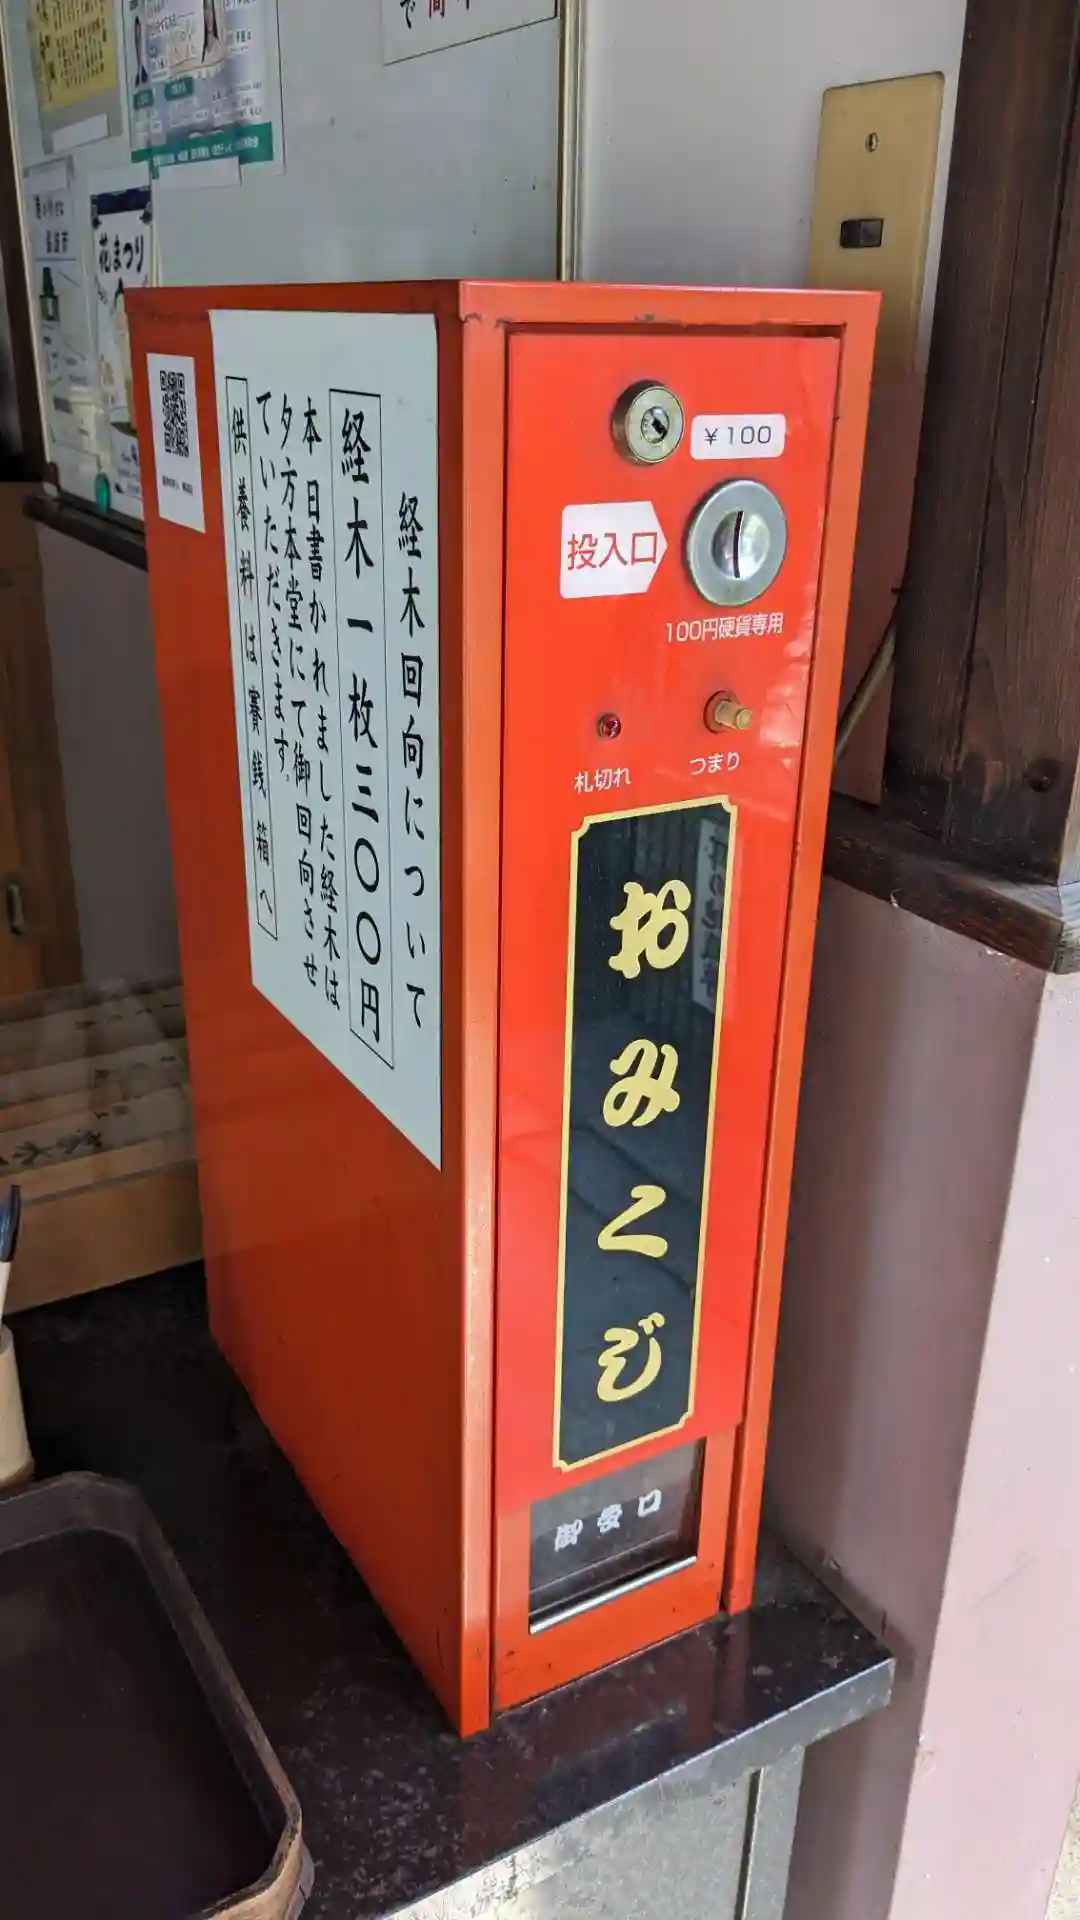 花まつり
経木回向について
経木一枚三〇〇円
本日書かれました経木は
夕方本堂にて御回向させ
ていただきます。
供養料は賽銭箱へ
¥100
投入口
100円硬貨専用
札切れ
つまり
おみくじ
御受口